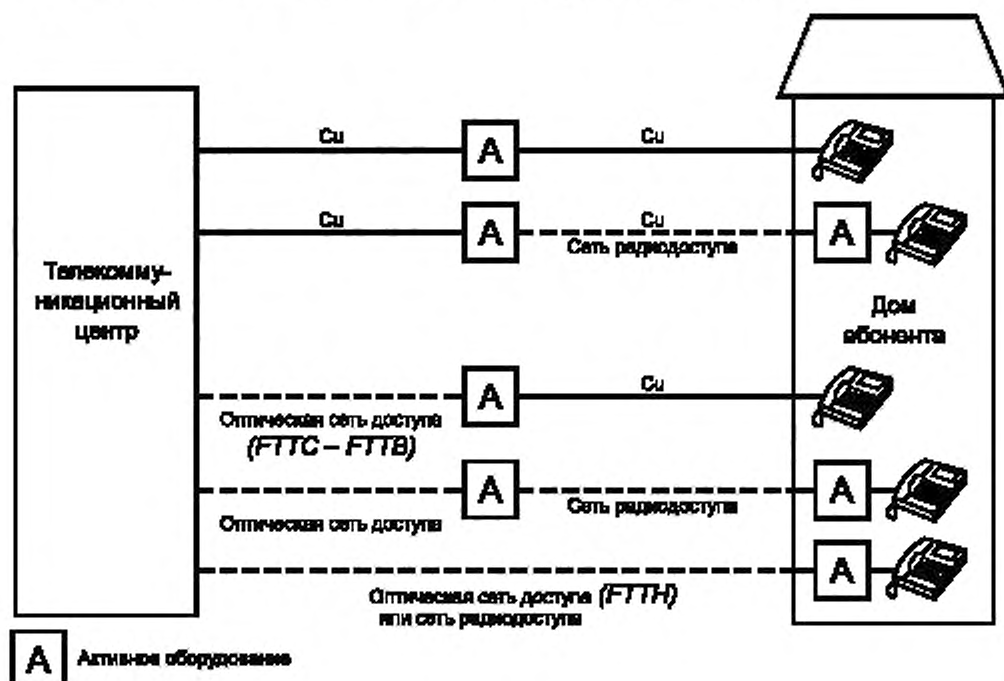 Cu
A
Cu
Cu
A
Cu
Сеть радиодоступа
A
Телекомму-
никационный
центр
Дом
абонента
A
Cu
Оптическая сеть доступа
(FTTC – FTTB)
A
Сеть радиодоступа
A
Оптическая сеть доступа
A
Оптическая сеть доступа (FTTH)
или сеть радиодоступа
A
Активное оборудование